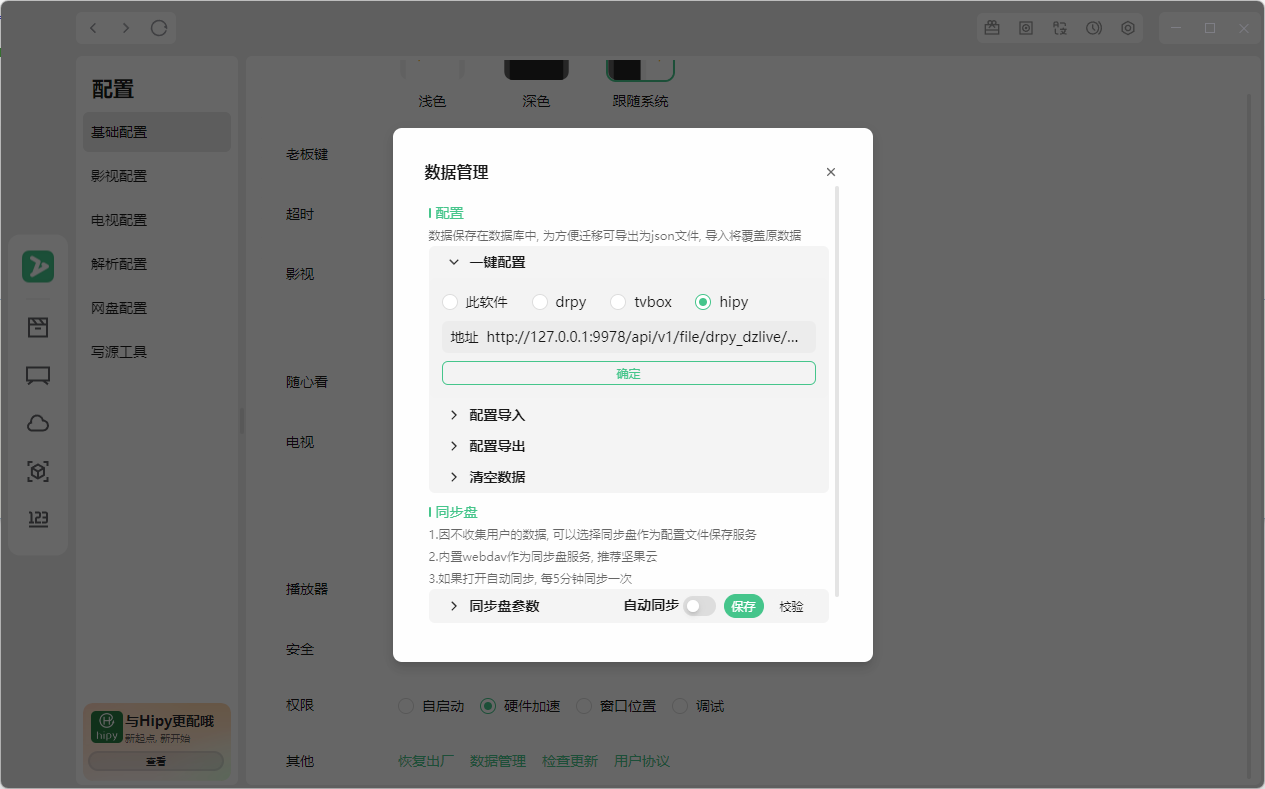 配置
基础配置
影视配置
电视配置
解析配置
网盘配置
写源工具
123
与Hipy更配哦
新起点, 新开始
hipy
查看
浅色
深色
跟随系统
老板键
超时
影视
随心看
电视
播放器
安全
权限
自启动
硬件加速
窗口位置
调试
其他
恢复出厂
数据管理
检查更新
用户协议
数据管理
配置
数据保存在数据库中, 为方便迁移可导出为json文件, 导入将覆盖原数据
一键配置
此软件
drpy
tvbox
hipy
地址 http://127.0.0.1:9978/api/v1/file/drpy_dzlive/...
确定
配置导入
配置导出
清空数据
同步盘
1.因不收集用户的数据, 可以选择同步盘作为配置文件保存服务
2.内置webdav作为同步盘服务, 推荐坚果云
3.如果打开自动同步, 每5分钟同步一次
同步盘参数
自动同步
保存
校验